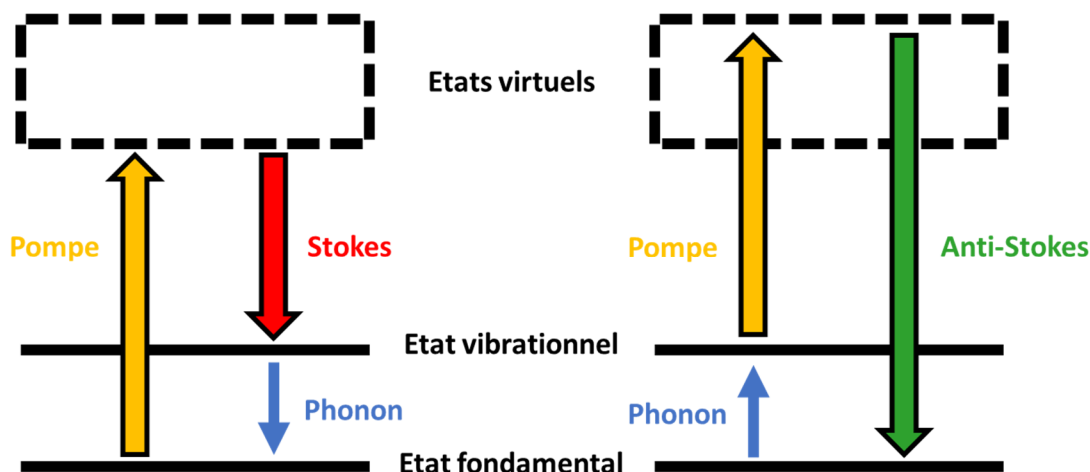 Etats virtuels
Pompe
Stokes
Pompe
Anti-Stokes
Etat vibrationnel
Phonon
Phonon
Etat fondamental